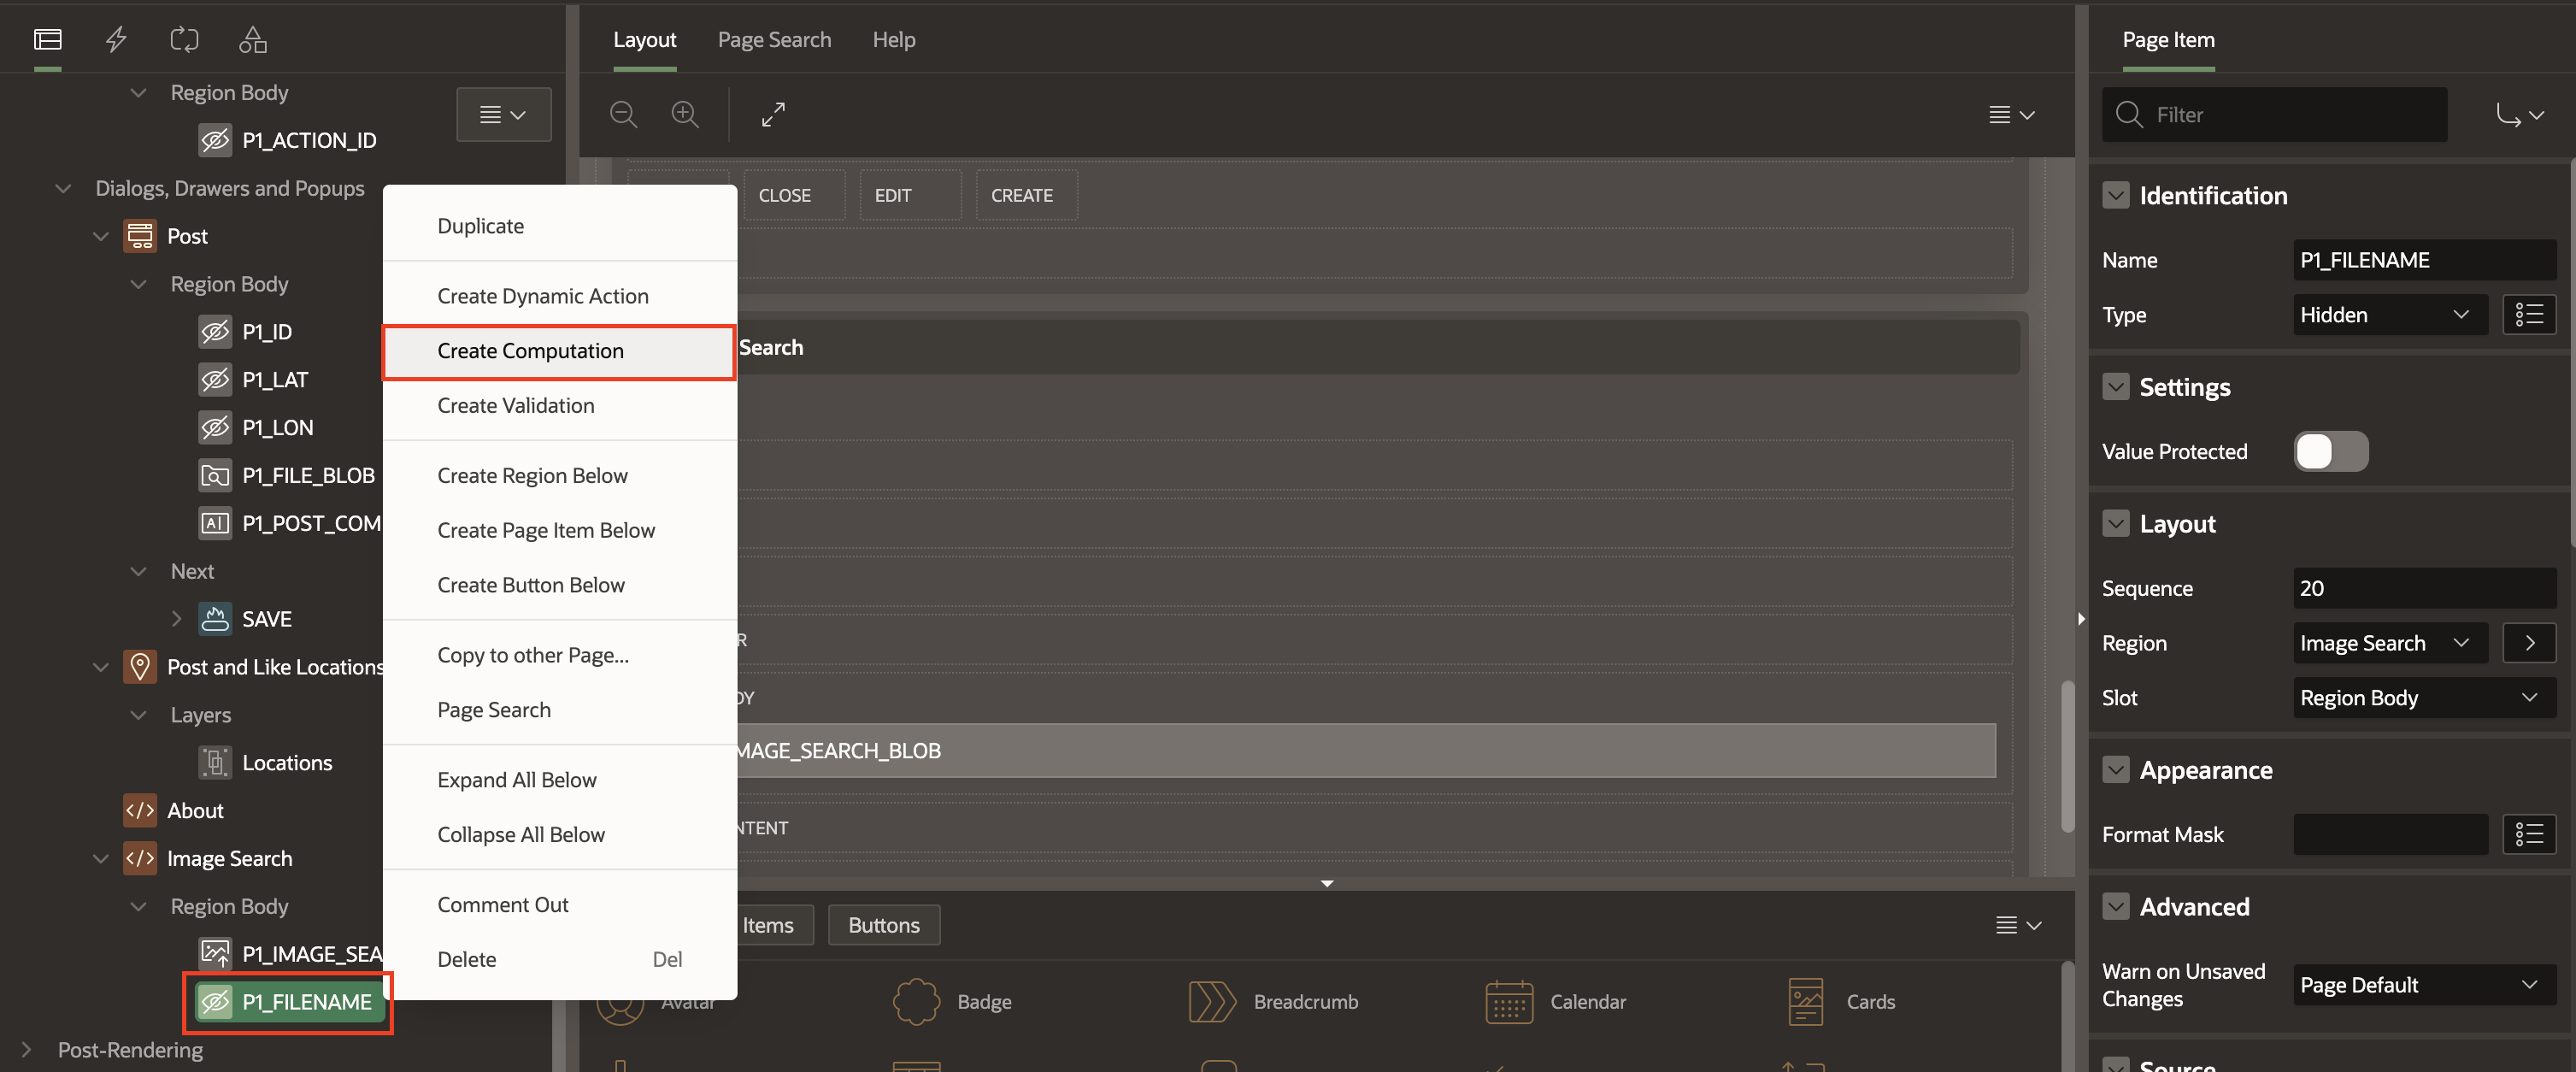 Region Body
P1_ACTION_ID
Dialogs, Drawers and Popups
Post
Region Body
P1_ID
P1_LAT
P1_LON
P1_FILE_BLOB
P1_POST_COM
Next
SAVE
Post and Like Locations
Layers
Locations
About
Image Search
Region Body
P1_IMAGE_SEA
P1_FILENAME
Post-Rendering
Duplicate
Create Dynamic Action
Create Computation
Create Validation
Create Region Below
Create Page Item Below
Create Button Below
Copy to other Page...
Page Search
Expand All Below
Collapse All Below
Comment Out
Delete Del
Layout Page Search Help
CLOSE EDIT CREATE
Search
R
DY
MAGE_SEARCH_BLOB
NTENT
Items Buttons
Avatar Badge Breadcrumb Calendar Cards
Page Item
Filter
Identification
Name P1_FILENAME
Type Hidden
Settings
Value Protected
Layout
Sequence 20
Region Image Search
Slot Region Body
Appearance
Format Mask
Advanced
Warn on Unsaved
Changes Page Default
Source